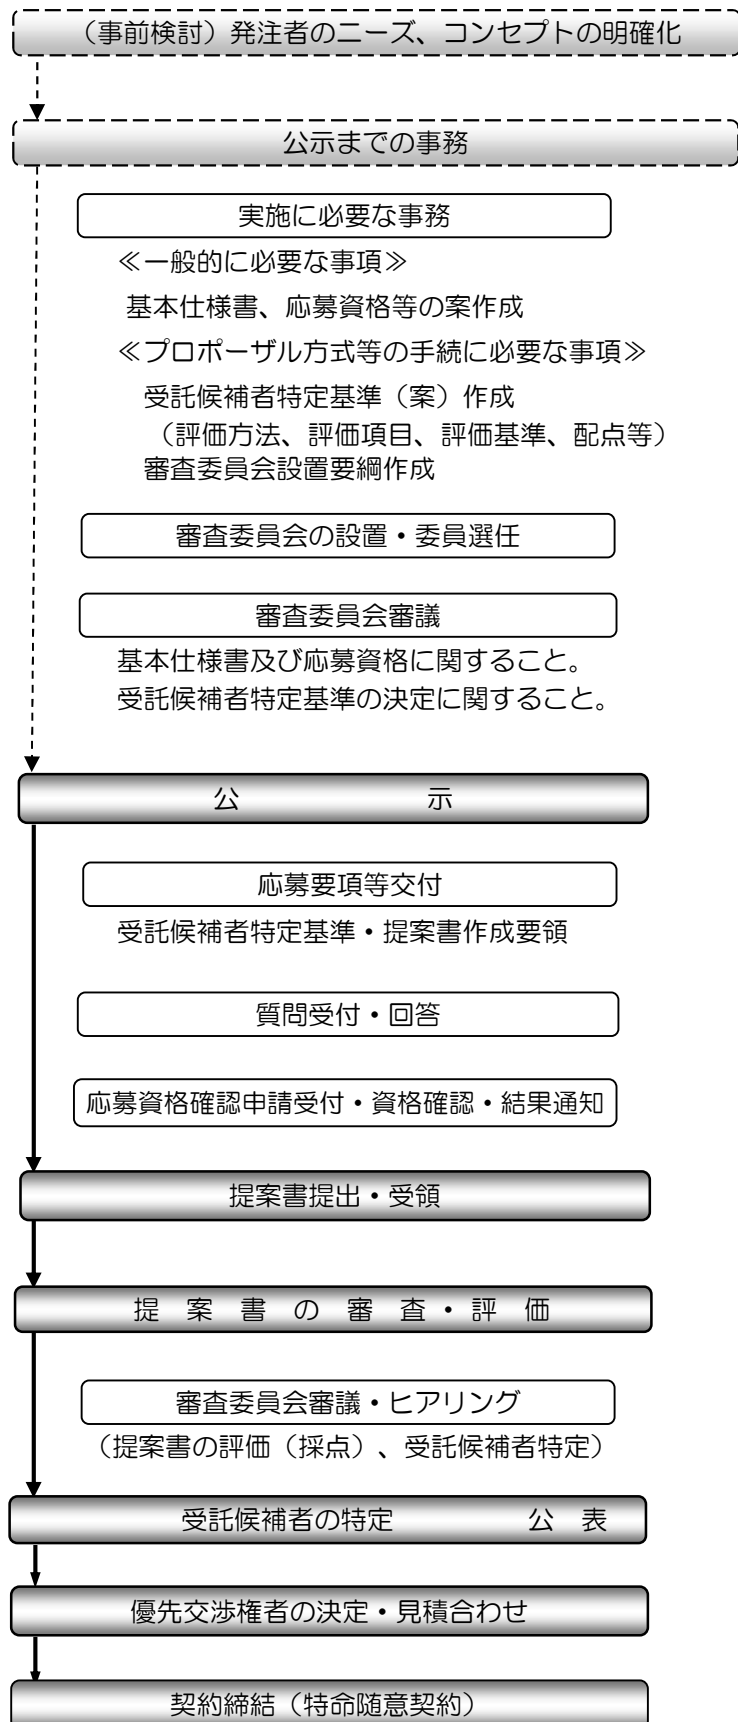 （事前検討）発注者のニーズ、コンセプトの明確化
公示までの事務
実施に必要な事務
≪一般的に必要な事項≫
基本仕様書、応募資格等の案作成
≪プロポーザル方式等の手続に必要な事項≫
受託候補者特定基準（案）作成
（評価方法、評価項目、評価基準、配点等）
審査委員会設置要綱作成
審査委員会の設置・委員選任
審査委員会審議
基本仕様書及び応募資格に関すること。
受託候補者特定基準の決定に関すること。
公　示
応募要項等交付
受託候補者特定基準・提案書作成要領
質問受付・回答
応募資格確認申請受付・資格確認・結果通知
提案書提出・受領
提 案 書 の 審 査・評 価
審査委員会審議・ヒアリング
（提案書の評価（採点）、受託候補者特定）
受託候補者の特定　公 表
優先交渉権者の決定・見積合わせ
契約締結（特命随意契約）